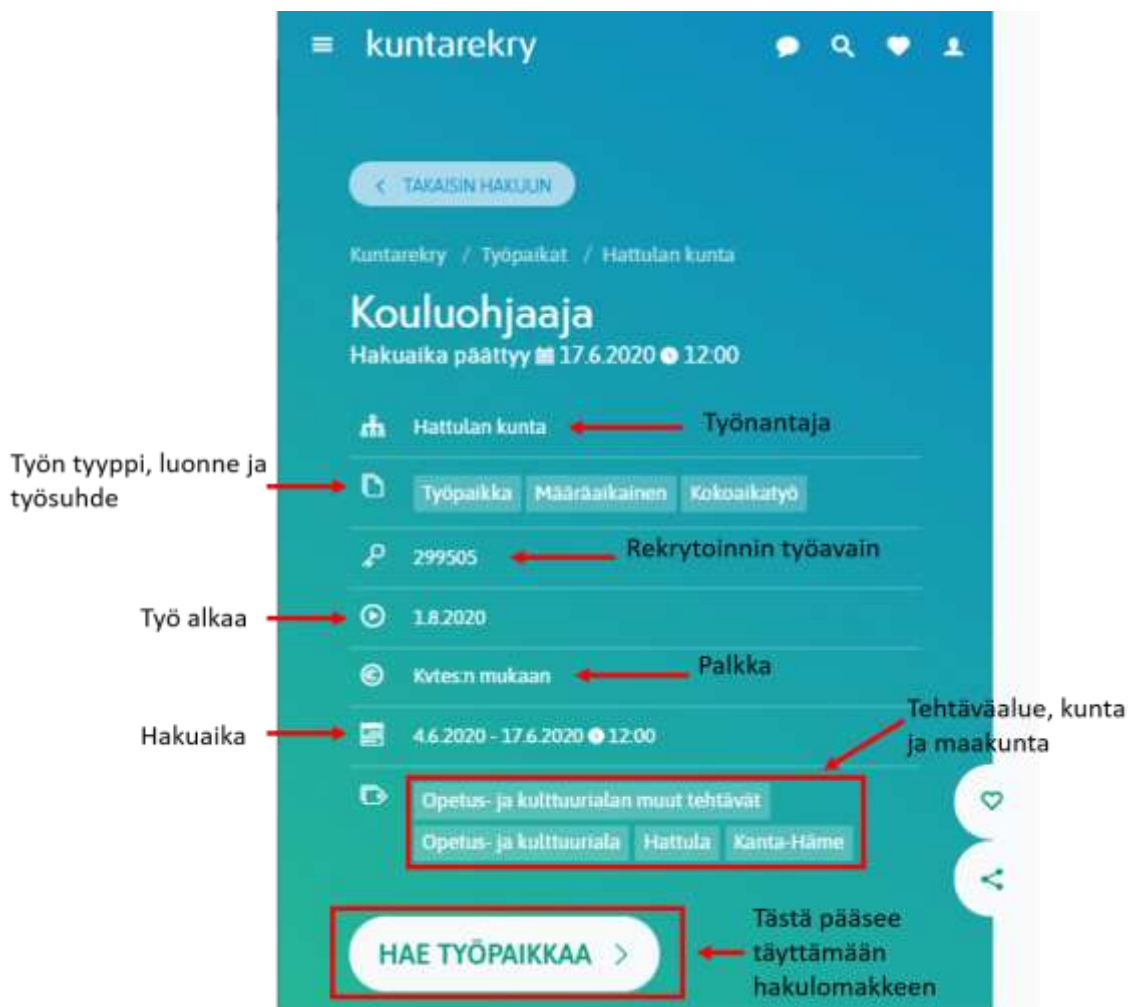 kuntarekry
TAKAISIN HAKUUN
Kuntarekry / Työpaikat / Hattulan kunta
Kouluohjaaja
Hakuaika päättyy 17.6.2020 12:00
Hattulan kunta
Työnantaja
Työn tyyppi, luonne ja
työsuhde
Työpaikka Määräaikainen Kokoaikatyö
299505
Rekrytoinnin työavain
Työ alkaa
1.8.2020
Kvtes:n mukaan
Palkka
Hakuaika
4.6.2020 - 17.6.2020 12:00
Tehtäväalue, kunta
ja maakunta
Opetus- ja kulttuurialan muut tehtävät
Opetus- ja kulttuuriala Hattula Kanta-Häme
HAE TYÖPAIKKAA
Tästä pääsee
täyttämään
hakulomakkeen